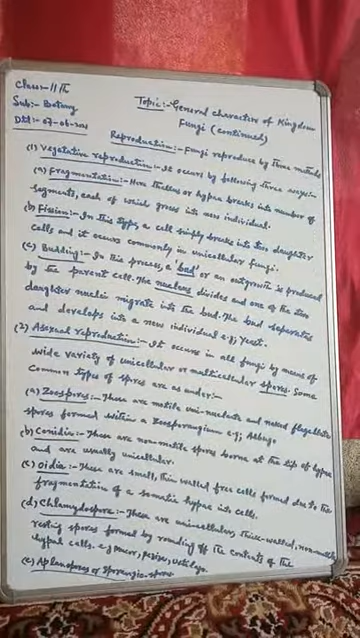 Class:- 11th
Sub:- Botany
Dtd:- 07-06-2021
Topic:- General characters of Kingdom
Fungi (continued)
Reproduction:- Fungi reproduce by three methods
(1) Vegetative reproduction:- It occurs by following three ways:-
(a) Fragmentation:- Here thallus or hypha breaks into number of
segments, each of which grows into new individual.
(b) Fission:- In this type, a cell simply breaks into two daughter
cells and it occurs commonly in unicellular fungi.
(c) Budding:- In this process, a 'bud' or an outgrowth is produced
by the parent cell. The nucleus divides and one of the two
daughter nuclei migrate into the bud. The bud separates
and develops into a new individual e.g; yeast.
(2) Asexual reproduction:- It occurs in all fungi by means of
wide variety of unicellular or multicellular spores. Some
Common types of spores are as under:-
(a) Zoospores:- These are motile uni-nucleate and naked flagellate
spores formed within a Zoosporangium e.g; Albugo.
(b) Conidia:- These are non-motile spores borne at the tip of hyphae
and are usually unicellular.
(c) Oidia:- These are small, thin walled free cells formed due to the
fragmentation of a somatic hypha into cells.
(d) Chlamydospore:- These are unicellular, thick-walled, non-motile
resting spores formed by rounding off the contents of the
hyphal cells. e.g mucor, peziza, ustilago.
(e) Aplanospores or sporangiospores